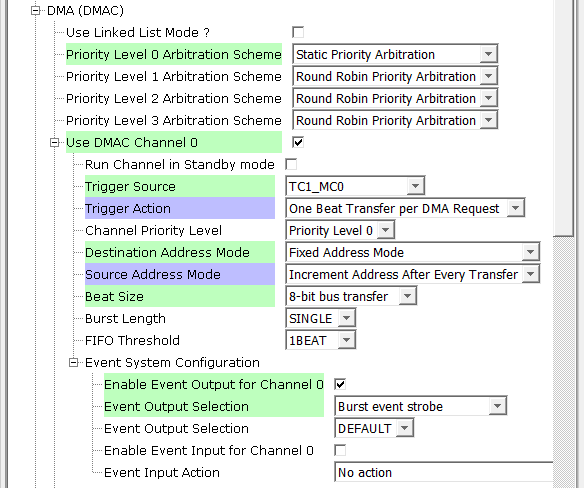 DMA (DMAC)
Use Linked List Mode ?
Priority Level 0 Arbitration Scheme Static Priority Arbitration
Priority Level 1 Arbitration Scheme Round Robin Priority Arbitration
Priority Level 2 Arbitration Scheme Round Robin Priority Arbitration
Priority Level 3 Arbitration Scheme Round Robin Priority Arbitration
Use DMAC Channel 0
Run Channel in Standby mode
Trigger Source TC1_MC0
Trigger Action One Beat Transfer per DMA Request
Channel Priority Level Priority Level 0
Destination Address Mode Fixed Address Mode
Source Address Mode Increment Address After Every Transfer
Beat Size 8-bit bus transfer
Burst Length SINGLE
FIFO Threshold 1BEAT
Event System Configuration
Enable Event Output for Channel 0
Event Output Selection Burst event strobe
Event Output Selection DEFAULT
Enable Event Input for Channel 0
Event Input Action No action